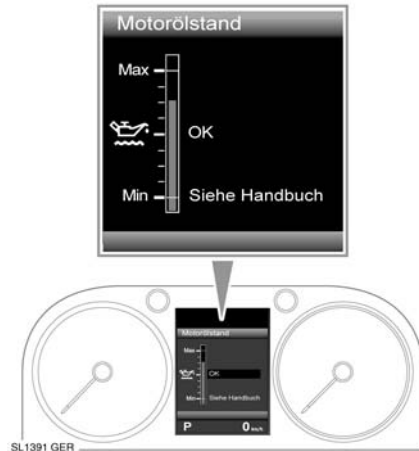 Motorölstand
Max
OK
Min Siehe Handbuch
Motorölstand
Max
OK
Min Siehe Handbuch
P 0 km/h
SL1391 GER